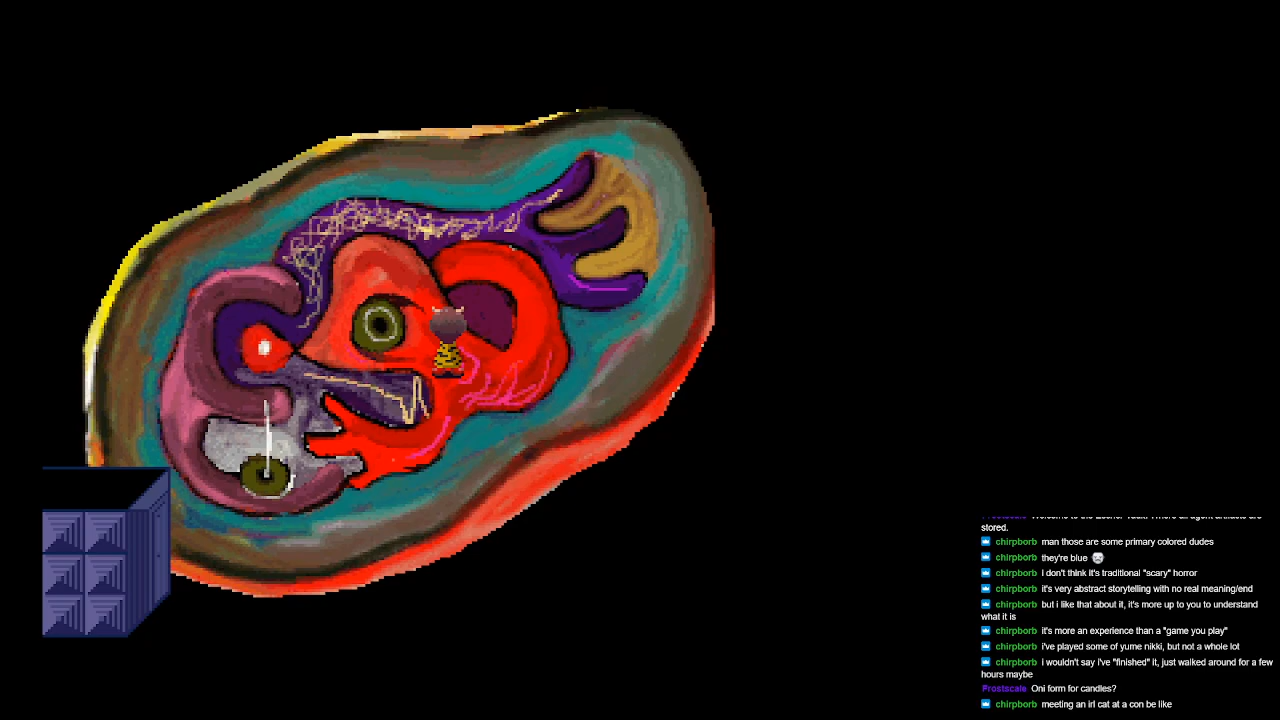 stored.
chirpborb man those are some primary colored dudes
chirpborb they're blue
chirpborb I don't think it's traditional "scary" horror
chirpborb it's very abstract storytelling with no real meaning/end
chirpborb but i like that about it, it's more up to you to understand
what it is
chirpborb it's more an experience than a "game you play"
chirpborb i've played some of yume nikki, but not a whole lot
chirpborb i wouldn't say i've "finished" it, just walked around for a few
hours maybe
Frostscale Oni form for candles?
chirpborb meeting an irl cat at a con be like